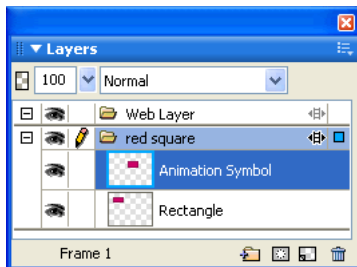 Layers
100 Normal
Web Layer
red square
Animation Symbol
Rectangle
Frame 1